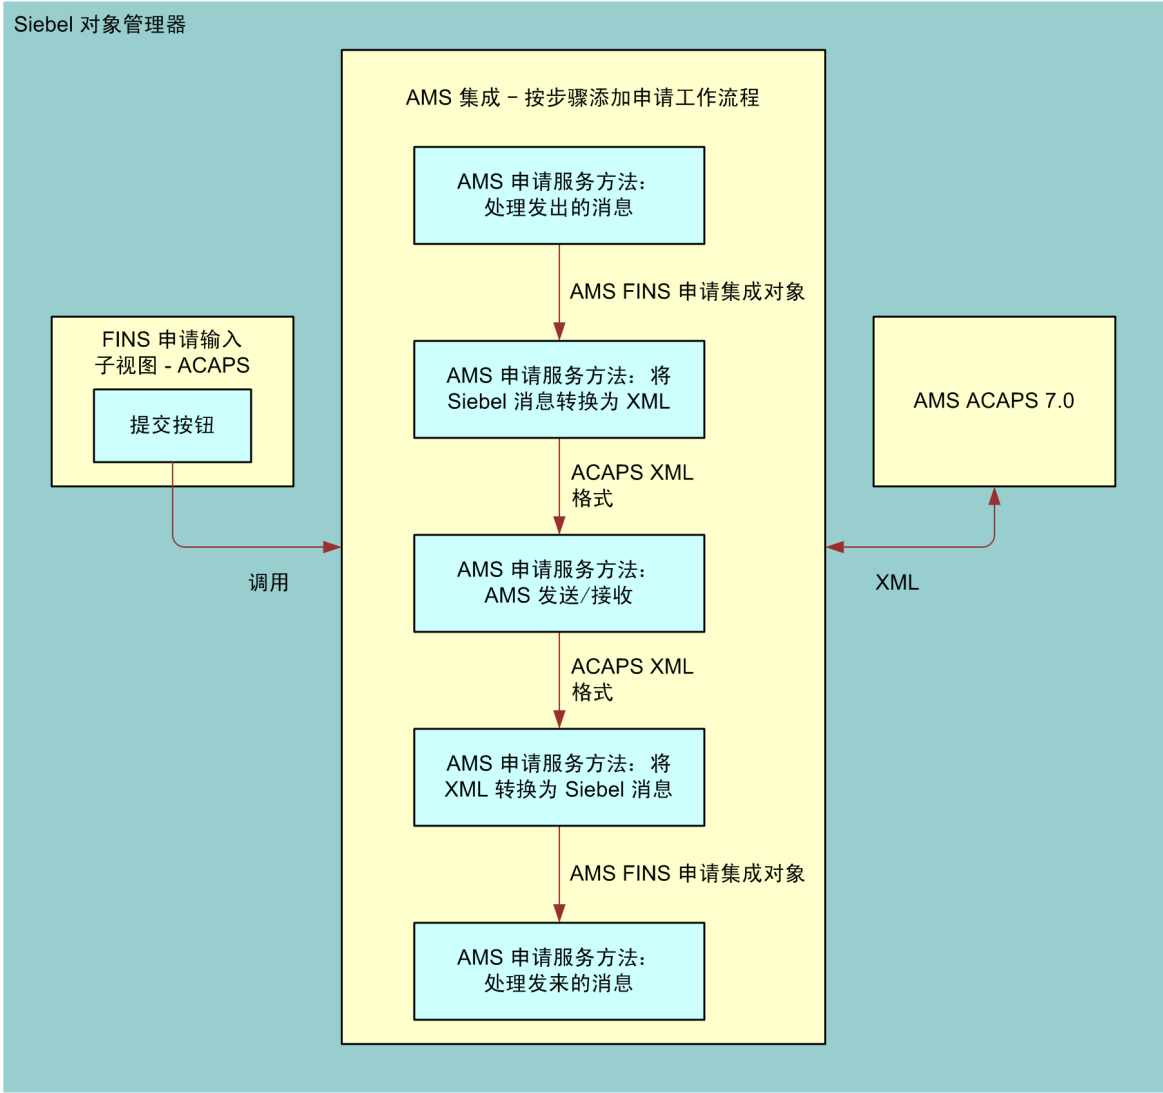 Siebel 对象管理器
AMS 集成 – 按步骤添加申请工作流程
AMS 申请服务方法:
处理发出的消息
AMS FINS 申请集成对象
FINS 申请输入
子视图 - ACAPS
提交按钮
AMS 申请服务方法: 将
Siebel 消息转换为 XML
AMS ACAPS 7.0
ACAPS XML
格式
AMS 申请服务方法:
AMS 发送/接收
调用
XML
ACAPS XML
格式
AMS 申请服务方法: 将
XML 转换为 Siebel 消息
AMS FINS 申请集成对象
AMS 申请服务方法:
处理发来的消息